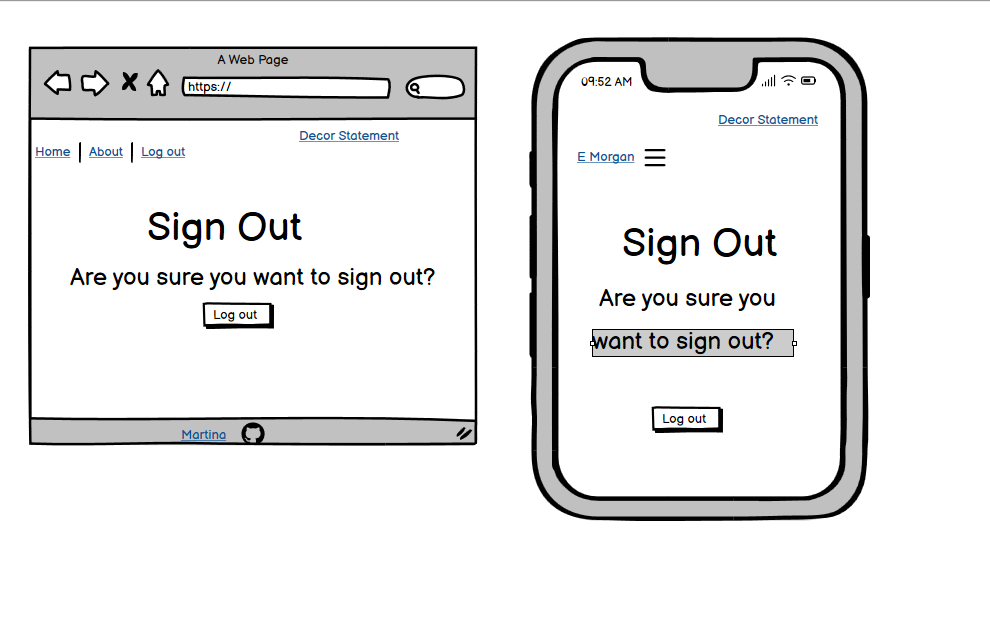 A Web Page
https://
Decor Statement
Home
About
Log out
Sign Out
Are you sure you want to sign out?
Log out
Martina
09:52 AM
Decor Statement
E Morgan
Sign Out
Are you sure you
want to sign out?
Log out